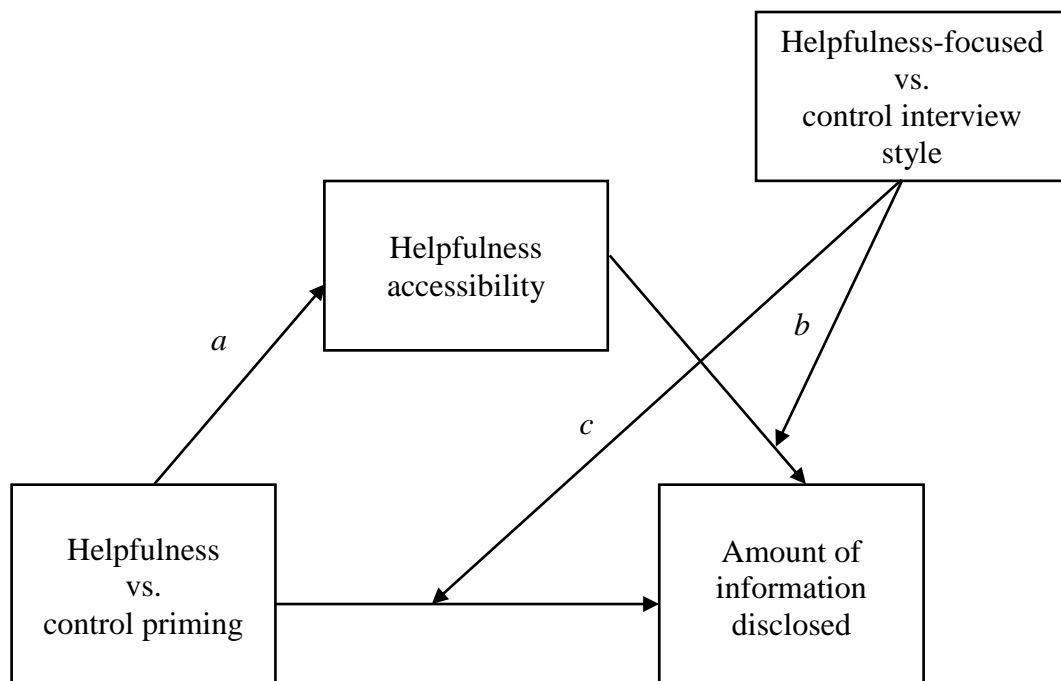 Helpfulness-focused
vs.
control interview
style
Helpfulness
accessibility
a
b
c
Helpfulness
vs.
control priming
Amount of
information
disclosed